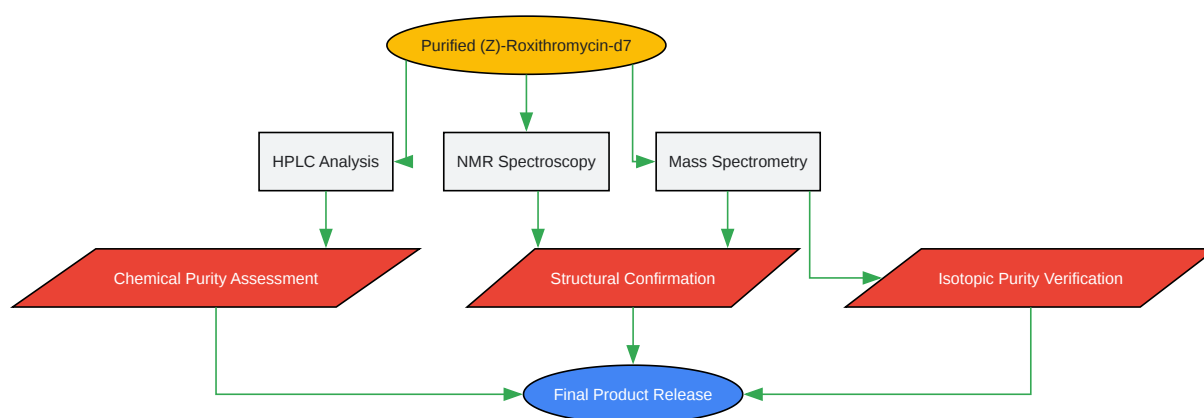 Purified (Z)-Roxithromycin-d7
HPLC Analysis
NMR Spectroscopy
Mass Spectrometry
Chemical Purity Assessment
Structural Confirmation
Isotopic Purity Verification
Final Product Release